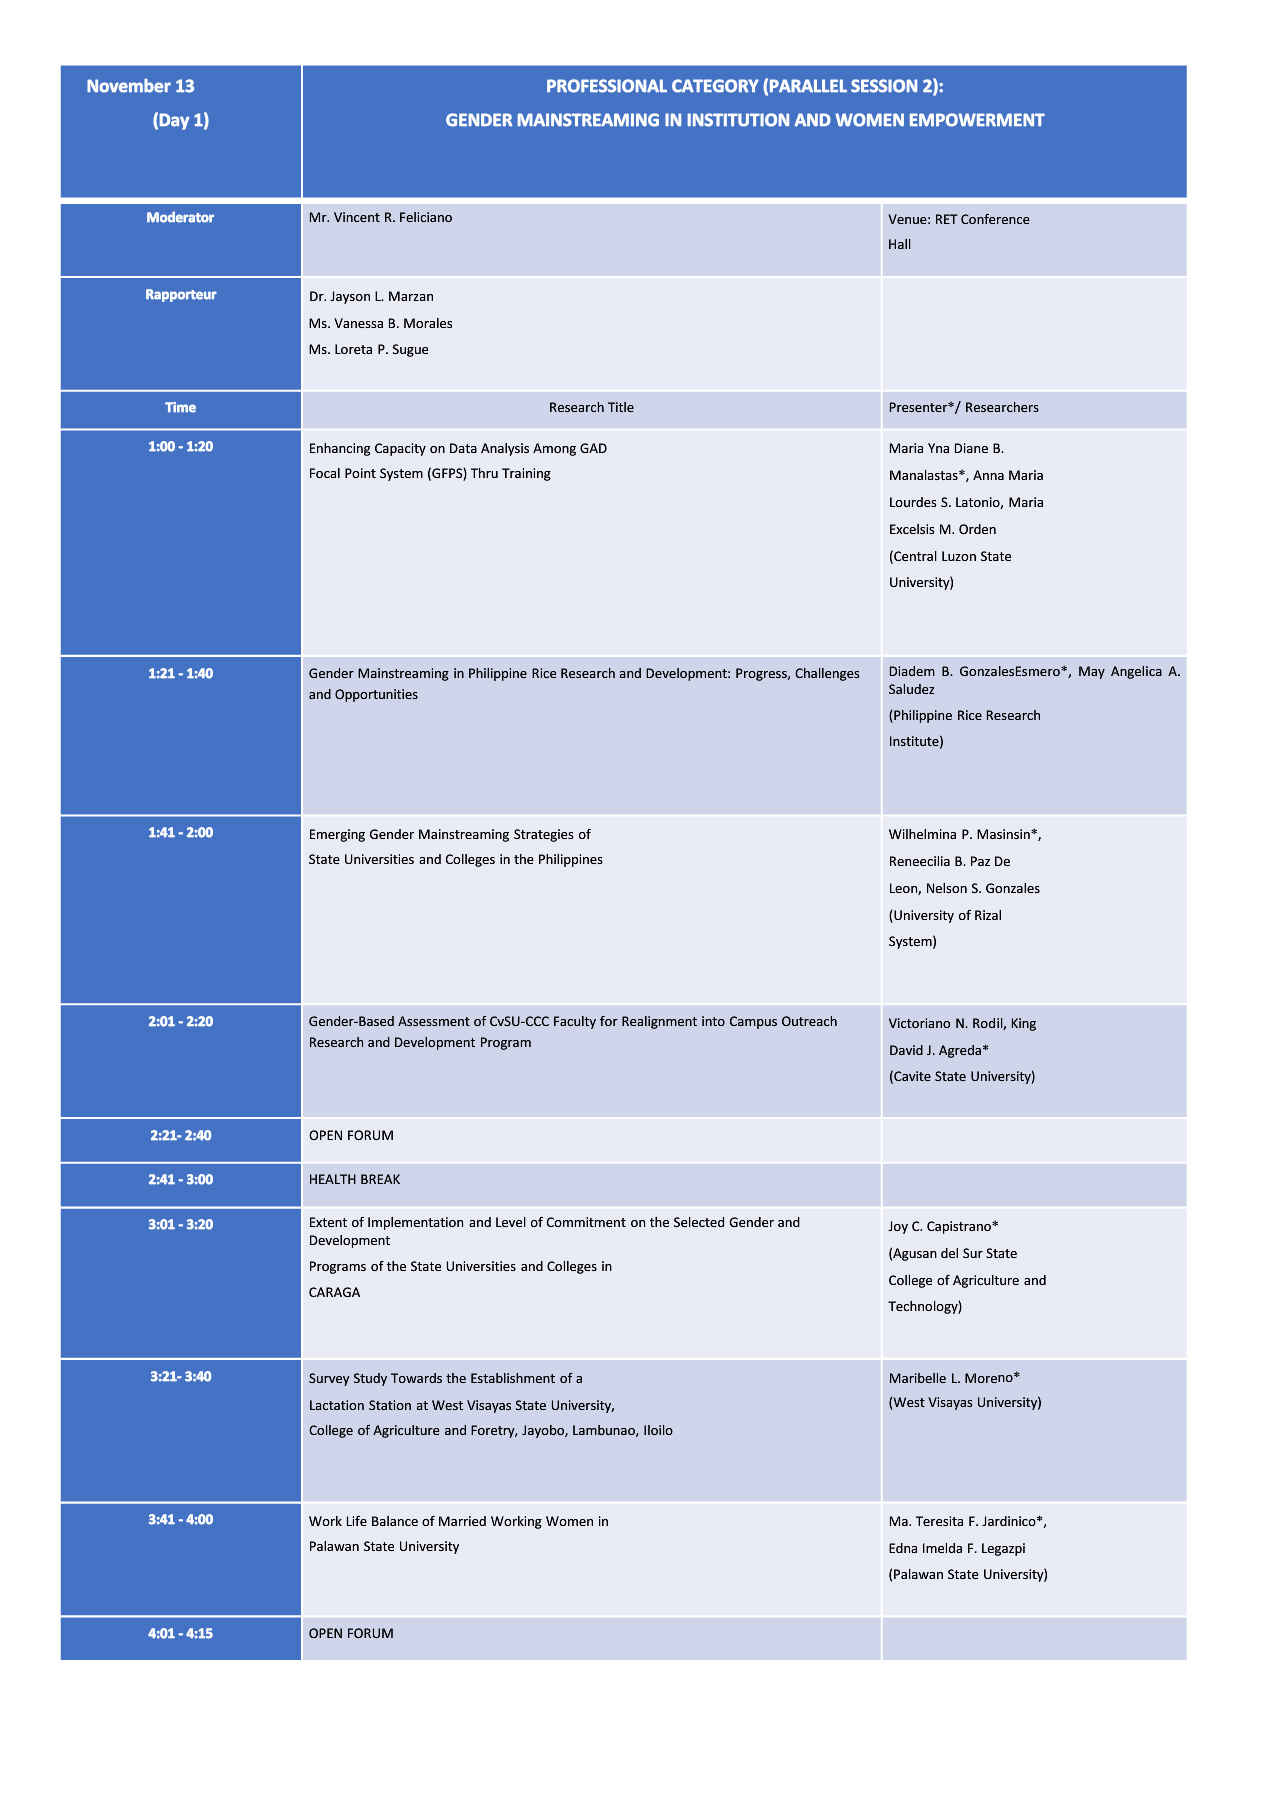 November 13
(Day 1)
PROFESSIONAL CATEGORY (PARALLEL SESSION 2):
GENDER MAINSTREAMING IN INSTITUTION AND WOMEN EMPOWERMENT
Moderator
Mr. Vincent R. Feliciano
Venue: RET Conference
Hall
Rapporteur
Dr. Jayson L. Marzan
Ms. Vanessa B. Morales
Ms. Loreta P. Sugue
Time
Research Title
Presenter*/ Researchers
1:00 - 1:20
Enhancing Capacity on Data Analysis Among GAD
Focal Point System (GFPS) Thru Training
Maria Yna Diane B.
Manalastas*, Anna Maria
Lourdes S. Latonio, Maria
Excelsis M. Orden
(Central Luzon State
University)
1:21 - 1:40
Gender Mainstreaming in Philippine Rice Research and Development: Progress, Challenges
and Opportunities
Diadem B. GonzalesEsmero*, May Angelica A.
Saludez
(Philippine Rice Research
Institute)
1:41 - 2:00
Emerging Gender Mainstreaming Strategies of
State Universities and Colleges in the Philippines
Wilhelmina P. Masinsin*,
Reneecilia B. Paz De
Leon, Nelson S. Gonzales
(University of Rizal
System)
2:01 - 2:20
Gender-Based Assessment of CvSU-CCC Faculty for Realignment into Campus Outreach
Research and Development Program
Victoriano N. Rodil, King
David J. Agreda*
(Cavite State University)
2:21- 2:40
OPEN FORUM
2:41 - 3:00
HEALTH BREAK
3:01 - 3:20
Extent of Implementation and Level of Commitment on the Selected Gender and
Development
Programs of the State Universities and Colleges in
CARAGA
Joy C. Capistrano*
(Agusan del Sur State
College of Agriculture and
Technology)
3:21- 3:40
Survey Study Towards the Establishment of a
Lactation Station at West Visayas State University,
College of Agriculture and Foretry, Jayobo, Lambunao, Iloilo
Maribelle L. Moreno*
(West Visayas University)
3:41 - 4:00
Work Life Balance of Married Working Women in
Palawan State University
Ma. Teresita F. Jardinico*,
Edna Imelda F. Legazpi
(Palawan State University)
4:01 - 4:15
OPEN FORUM